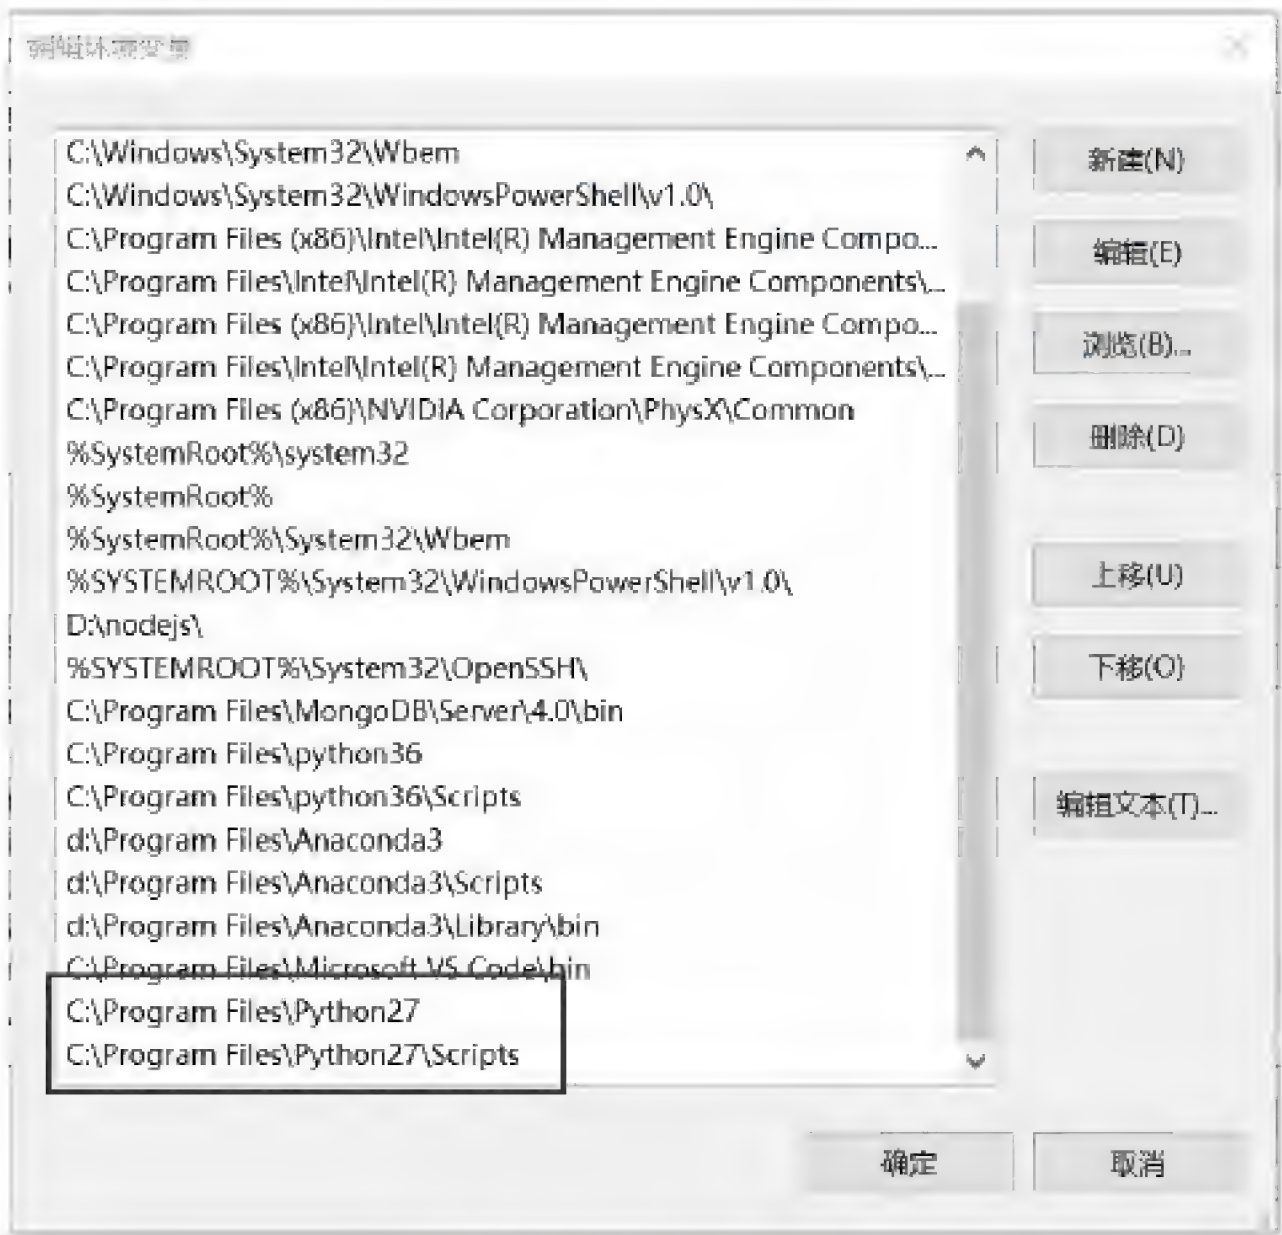 编辑环境变量
C:\Windows\System32\Wbem
C:\Windows\System32\WindowsPowerShell\v1.0\
C:\Program Files (x86)\Intel\Intel(R) Management Engine Compo...
C:\Program Files\Intel\Intel(R) Management Engine Components\...
C:\Program Files (x86)\Intel\Intel(R) Management Engine Compo...
C:\Program Files\Intel\Intel(R) Management Engine Components\...
C:\Program Files (x86)\NVIDIA Corporation\PhysX\Common
%SystemRoot%\system32
%SystemRoot%
%SystemRoot%\System32\Wbem
%SYSTEMROOT%\System32\WindowsPowerShell\v1.0\
D:\nodejs\
%SYSTEMROOT%\System32\OpenSSH\
C:\Program Files\MongoDB\Server\4.0\bin
C:\Program Files\python36
C:\Program Files\python36\Scripts
d:\Program Files\Anaconda3
d:\Program Files\Anaconda3\Scripts
d:\Program Files\Anaconda3\Library\bin
C:\Program Files\Microsoft VS Code\bin
C:\Program Files\Python27
C:\Program Files\Python27\Scripts
新建(N)
编辑(E)
浏览(B)...
删除(D)
上移(U)
下移(O)
编辑文本(T)...
确定
取消